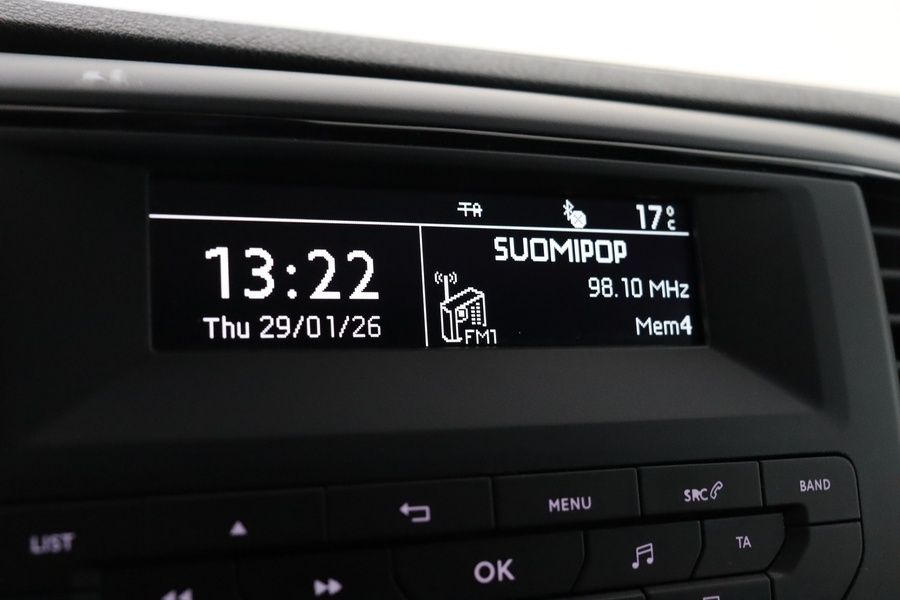 TA 17°C
SUOMIPOP
13:22
98.10 MHz
Thu 29/01/26
FM1
Mem4
LIST
MENU
SRC
BAND
OK
TA